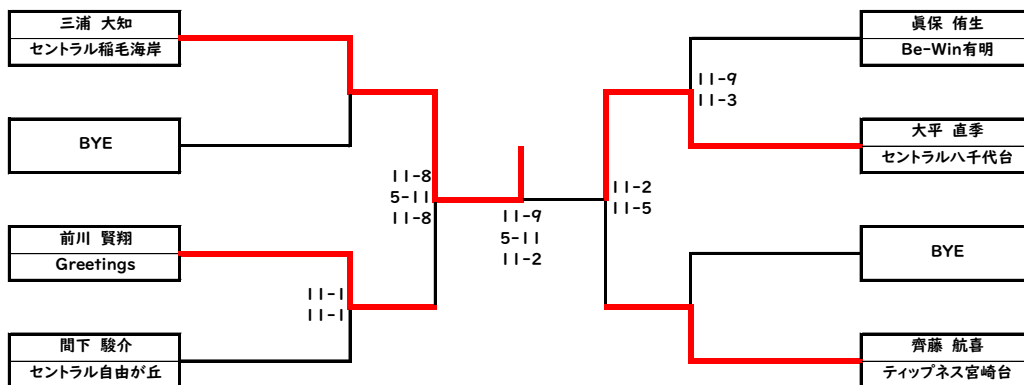 三浦 大知
セントラル稲毛海岸
BYE
前川 賢翔
Greetings
間下 駿介
セントラル自由が丘
11-1
11-1
11-8
5-11
11-8
11-9
5-11
11-2
11-9
11-3
11-2
11-5
眞保 侑生
Be-Win有明
大平 直季
セントラル八千代台
BYE
齊藤 航喜
ティップネス宮崎台